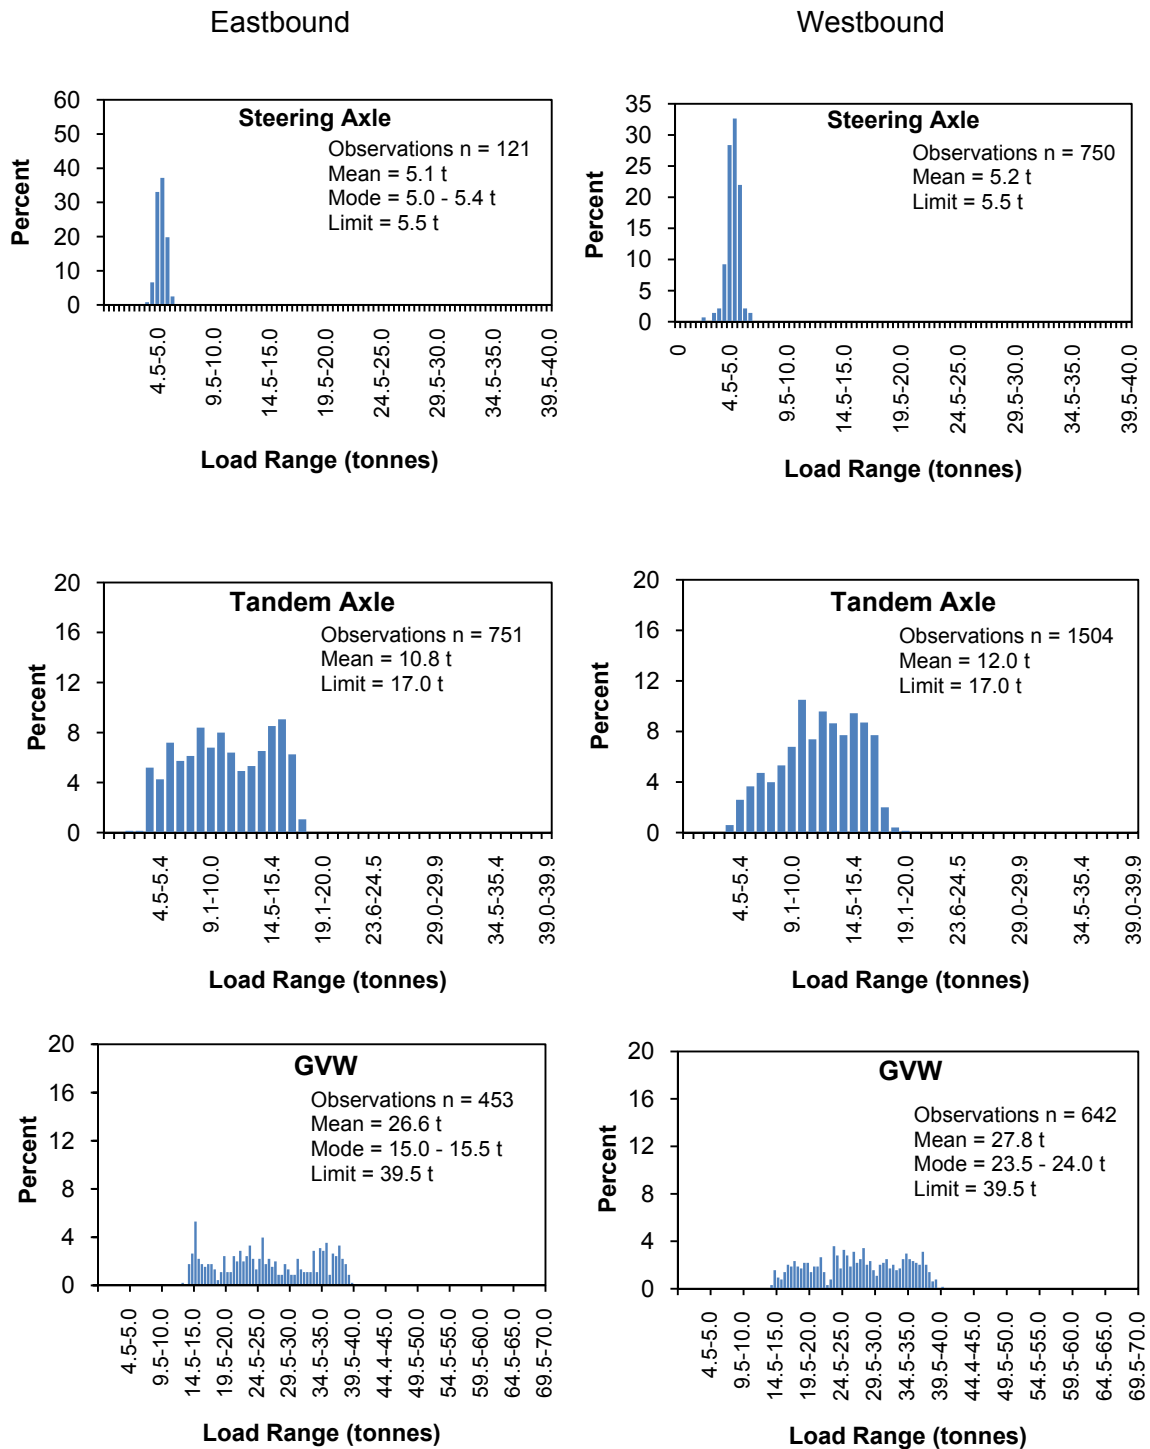 Eastbound
Westbound
60
50
40
30
20
10
0
Percent
Steering Axle
Observations n = 121
Mean = 5.1 t
Mode = 5.0 - 5.4 t
Limit = 5.5 t
4.5-5.0
9.5-10.0
14.5-15.0
19.5-20.0
24.5-25.0
29.5-30.0
34.5-35.0
39.5-40.0
Load Range (tonnes)
35
30
25
20
15
10
5
0
Percent
Steering Axle
Observations n = 750
Mean = 5.2 t
Limit = 5.5 t
0
4.5-5.0
9.5-10.0
14.5-15.0
19.5-20.0
24.5-25.0
29.5-30.0
34.5-35.0
39.5-40.0
Load Range (tonnes)
20
16
12
8
4
0
Percent
Tandem Axle
Observations n = 751
Mean = 10.8 t
Limit = 17.0 t
4.5-5.4
9.1-10.0
14.5-15.4
19.1-20.0
23.6-24.5
29.0-29.9
34.5-35.4
39.0-39.9
Load Range (tonnes)
20
16
12
8
4
0
Percent
Tandem Axle
Observations n = 1504
Mean = 12.0 t
Limit = 17.0 t
4.5-5.4
9.1-10.0
14.5-15.4
19.1-20.0
23.6-24.5
29.0-29.9
34.5-35.4
39.0-39.9
Load Range (tonnes)
20
16
12
8
4
0
Percent
GVW
Observations n = 453
Mean = 26.6 t
Mode = 15.0 - 15.5 t
Limit = 39.5 t
4.5-5.0
9.5-10.0
14.5-15.0
19.5-20.0
24.5-25.0
29.5-30.0
34.5-35.0
39.5-40.0
44.4-45.0
49.5-50.0
54.5-55.0
59.5-60.0
64.5-65.0
69.5-70.0
Load Range (tonnes)
20
16
12
8
4
0
Percent
GVW
Observations n = 642
Mean = 27.8 t
Mode = 23.5 - 24.0 t
Limit = 39.5 t
4.5-5.0
9.5-10.0
14.5-15.0
19.5-20.0
24.5-25.0
29.5-30.0
34.5-35.0
39.5-40.0
44.4-45.0
49.5-50.0
54.5-55.0
59.5-60.0
64.5-65.0
69.5-70.0
Load Range (tonnes)